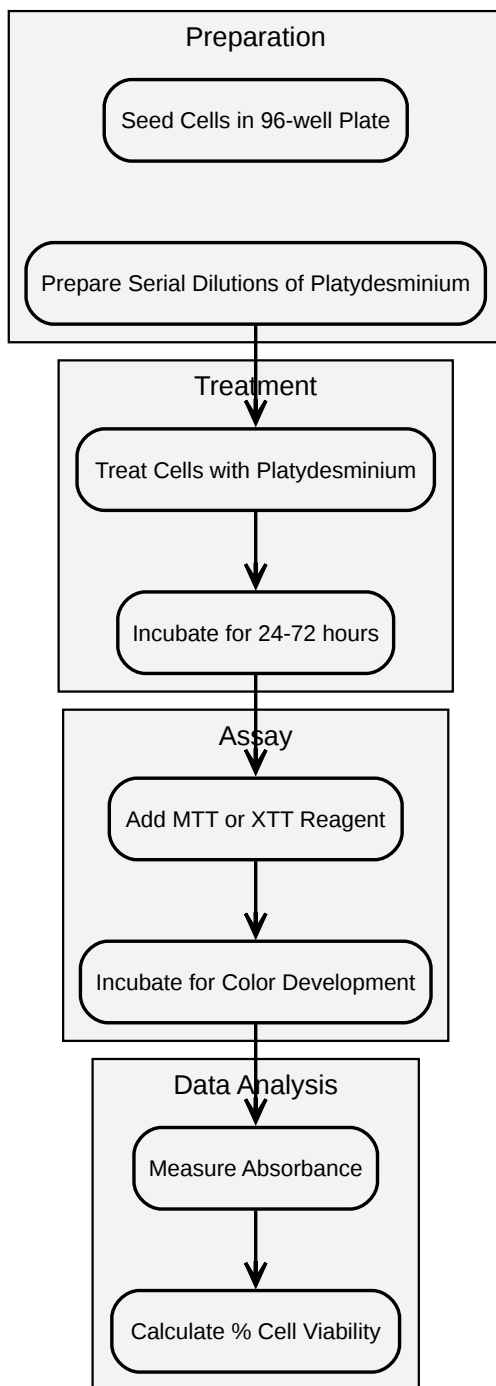 Preparation
Seed Cells in 96-well Plate
Prepare Serial Dilutions of Platydesminium
Treatment
Treat Cells with Platydesminium
Incubate for 24-72 hours
Assay
Add MTT or XTT Reagent
Incubate for Color Development
Data Analysis
Measure Absorbance
Calculate % Cell Viability